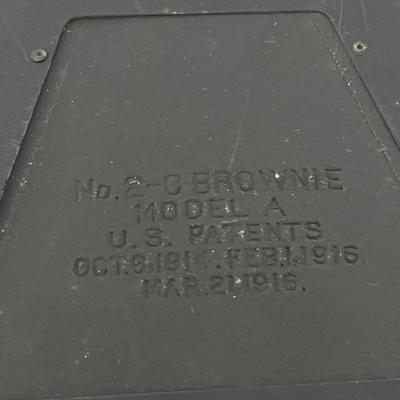 No. 2-C BROWNIE
MODEL A
U.S. PATENTS
OCT.6,1914. FEB.1,1916.
MAR.21,1916.